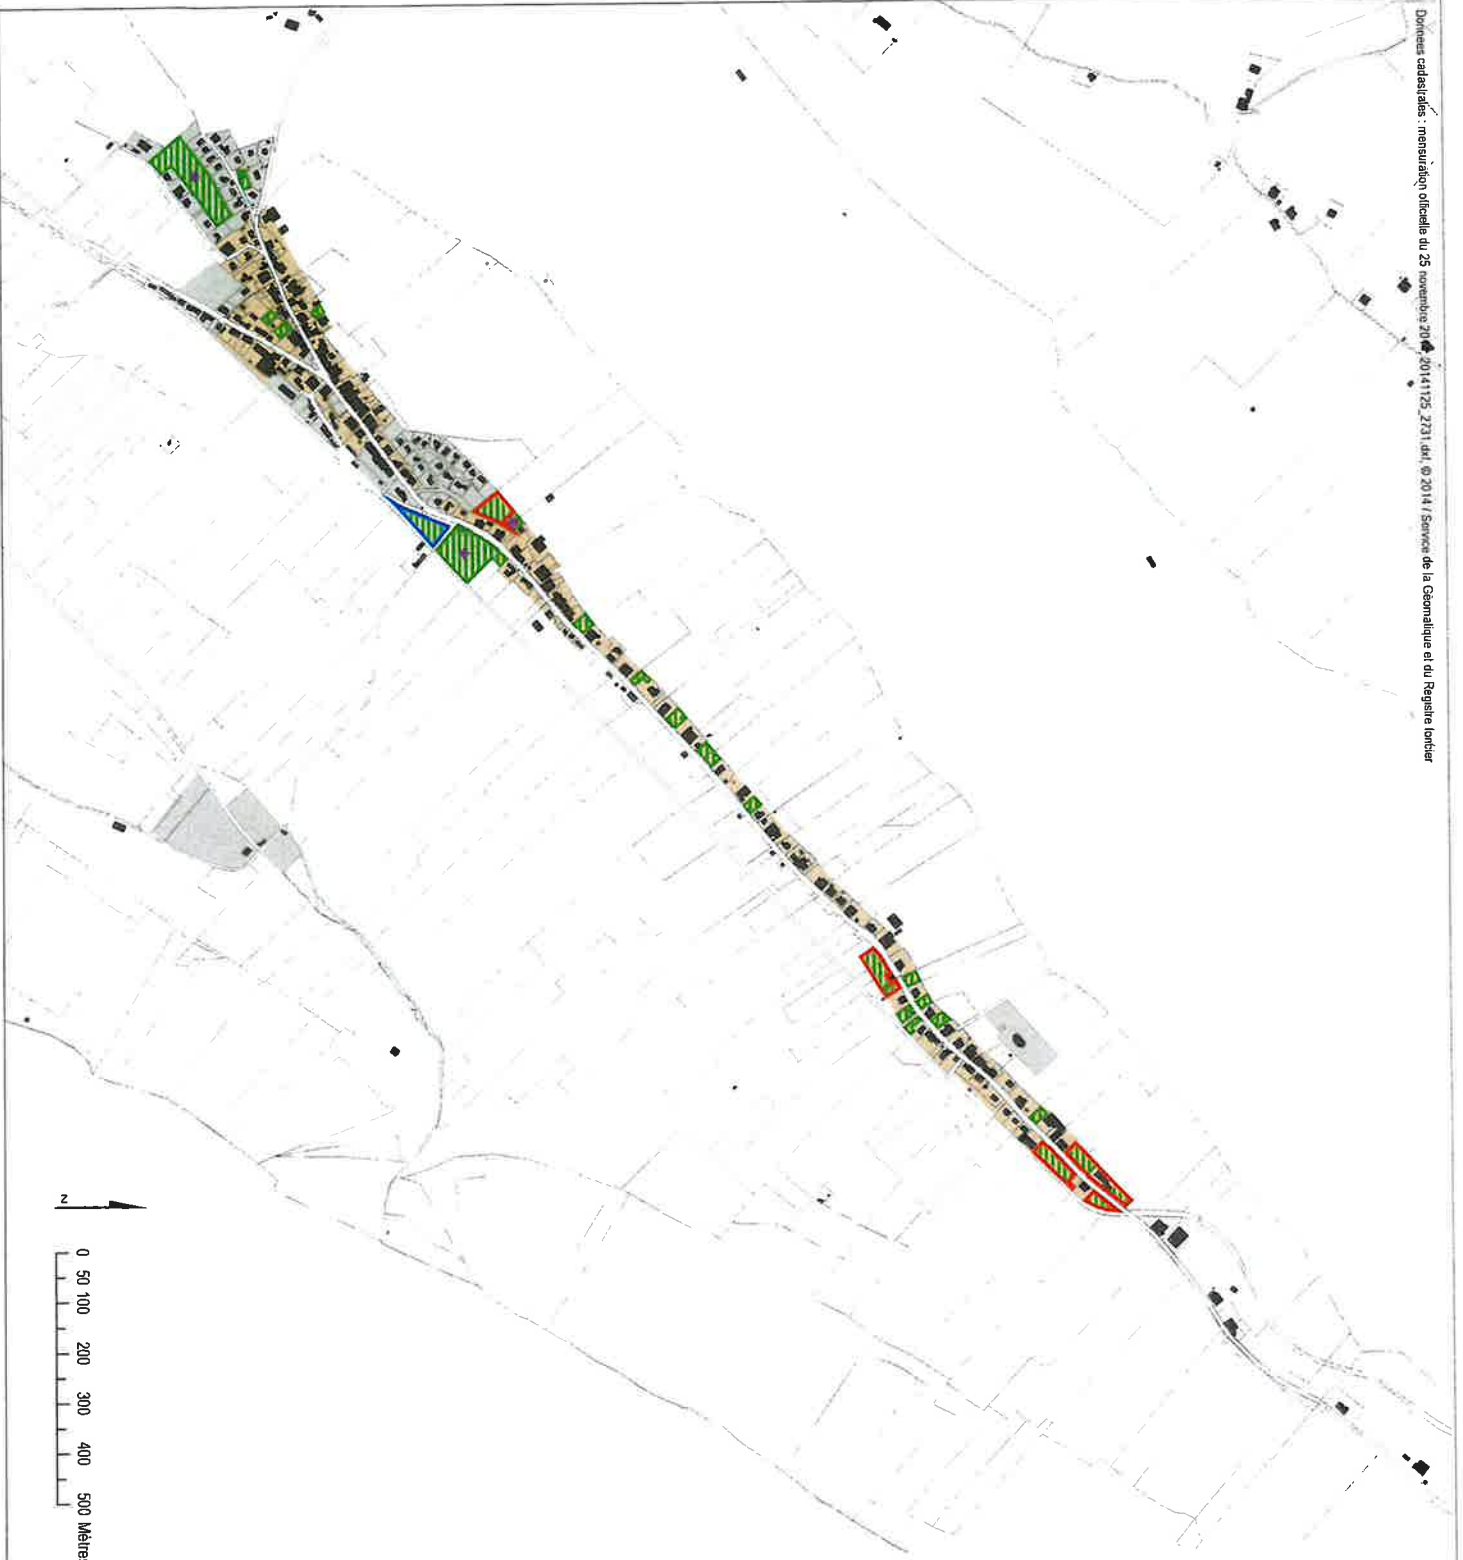 Données cadastrales : mensuration officielle du 25 novembre 2014, 20141125_2731.dxf, © 2014 / Service de la Géomatique et du Registre foncier
N
0 50 100 200 300 400 500 Mètres